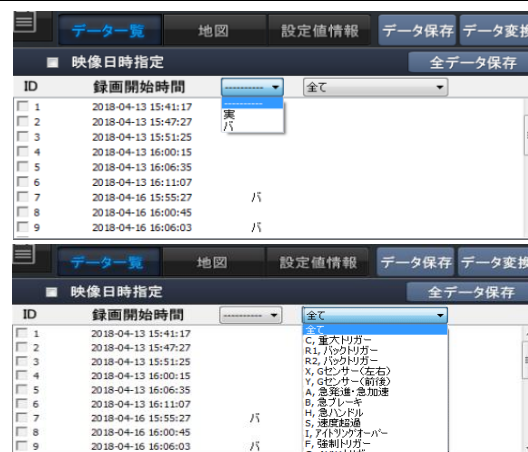 データ一覧 地図 設定値情報 データ保存 データ変換
映像日時指定 全データ保存
ID 録画開始時間 ---------- 全て
1 2018-04-13 15:41:17 ----------
2 2018-04-13 15:47:27 実
3 2018-04-13 15:51:25 バ
4 2018-04-13 16:00:15
5 2018-04-13 16:06:35
6 2018-04-13 16:11:07
7 2018-04-16 15:55:27 バ
8 2018-04-16 16:00:45
9 2018-04-16 16:06:03 バ
データ一覧 地図 設定値情報 データ保存 データ変換
映像日時指定 全データ保存
ID 録画開始時間 ---------- 全て
1 2018-04-13 15:41:17 全て
2 2018-04-13 15:47:27 C, 重大トリガー
R1, バックトリガー
3 2018-04-13 15:51:25 R2, バックトリガー
4 2018-04-13 16:00:15 X, Gセンサー(左右)
Y, Gセンサー(前後)
5 2018-04-13 16:06:35 A, 急発進・急加速
6 2018-04-13 16:11:07 B, 急ブレーキ
H, 急ハンドル
7 2018-04-16 15:55:27 バ S, 速度超過
8 2018-04-16 16:00:45 I, アイドリングオーバー
9 2018-04-16 16:06:03 バ F, 強制トリガー